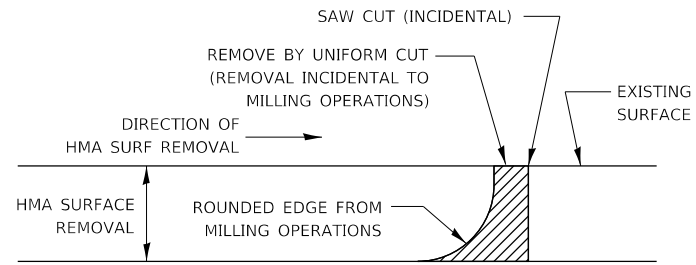 SAW CUT (INCIDENTAL)
REMOVE BY UNIFORM CUT
(REMOVAL INCIDENTAL TO
MILLING OPERATIONS)
EXISTING
SURFACE
DIRECTION OF
HMA SURF REMOVAL
HMA SURFACE
REMOVAL
ROUNDED EDGE FROM
MILLING OPERATIONS